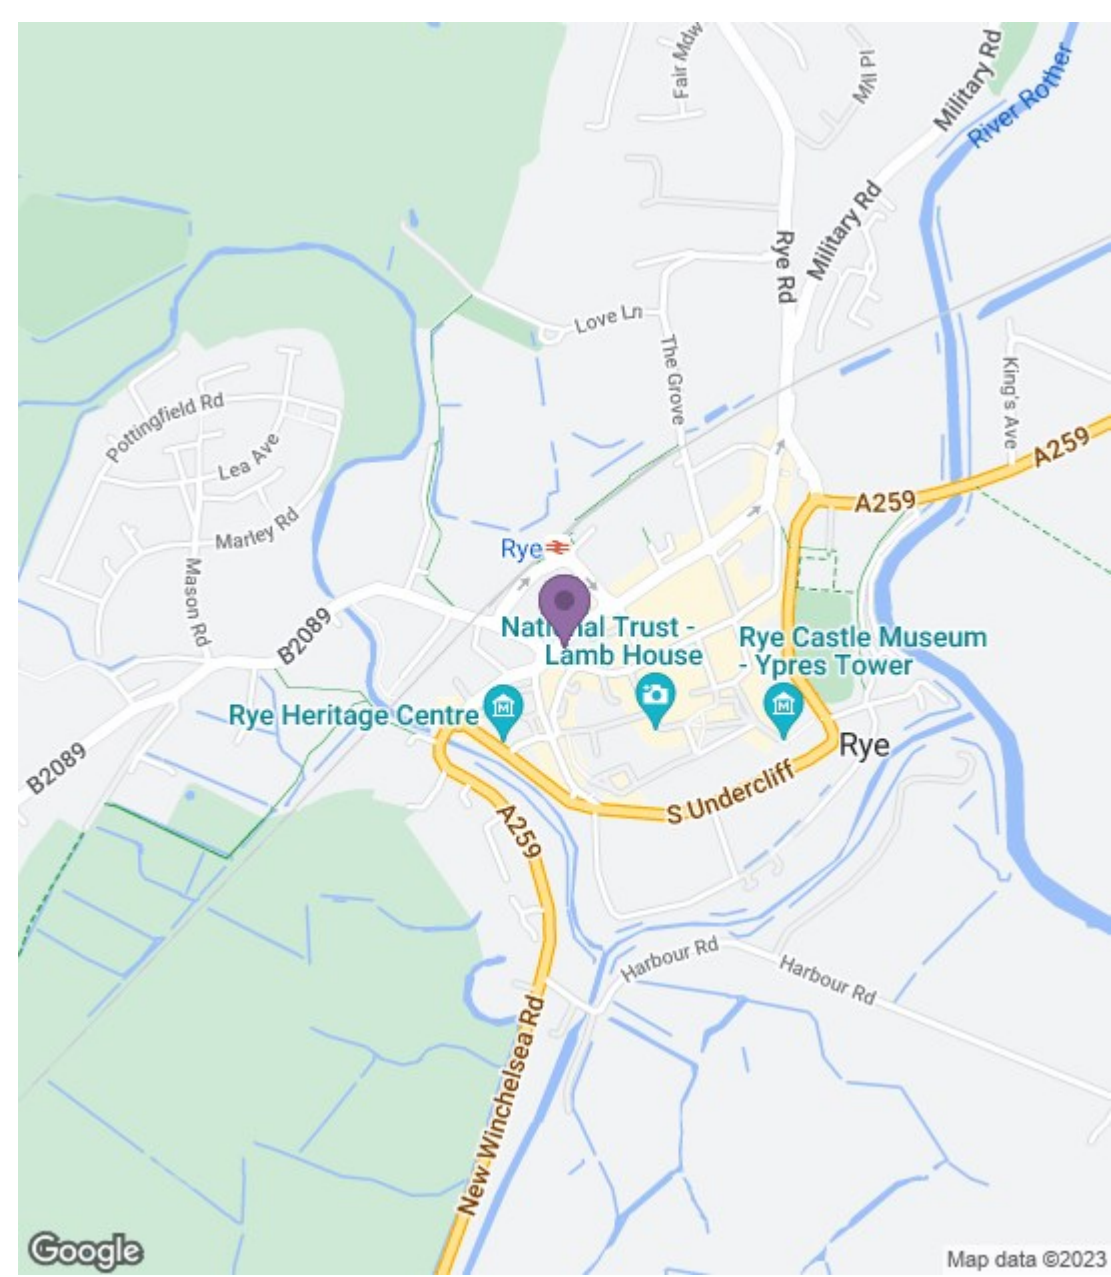 Fair Mdw
Mill Pl
Military Rd
River Rother
Military Rd
Rye Rd
Love Ln
The Grove
King's Ave
Pottingfield Rd
Lea Ave
A259
A259
Marley Rd
Rye
Mason Rd
B2089
National Trust -
Lamb House
Rye Castle Museum
- Ypres Tower
Rye Heritage Centre
Rye
B2089
S Undercliff
A259
Harbour Rd
Harbour Rd
New Winchelsea Rd
Google
Map data ©2023